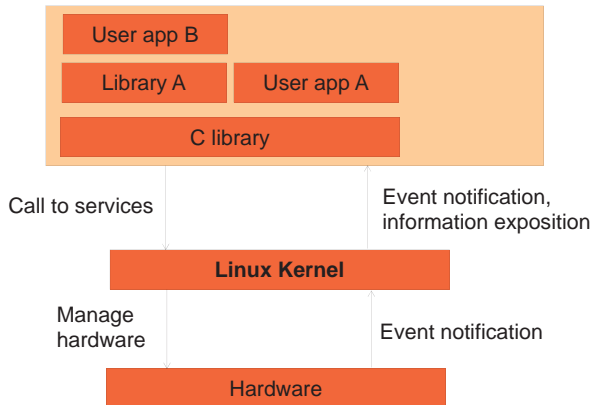 User app B
Library A
User app A
C library
Call to services
Event notification,
information exposition
Linux Kernel
Manage
hardware
Event notification
Hardware